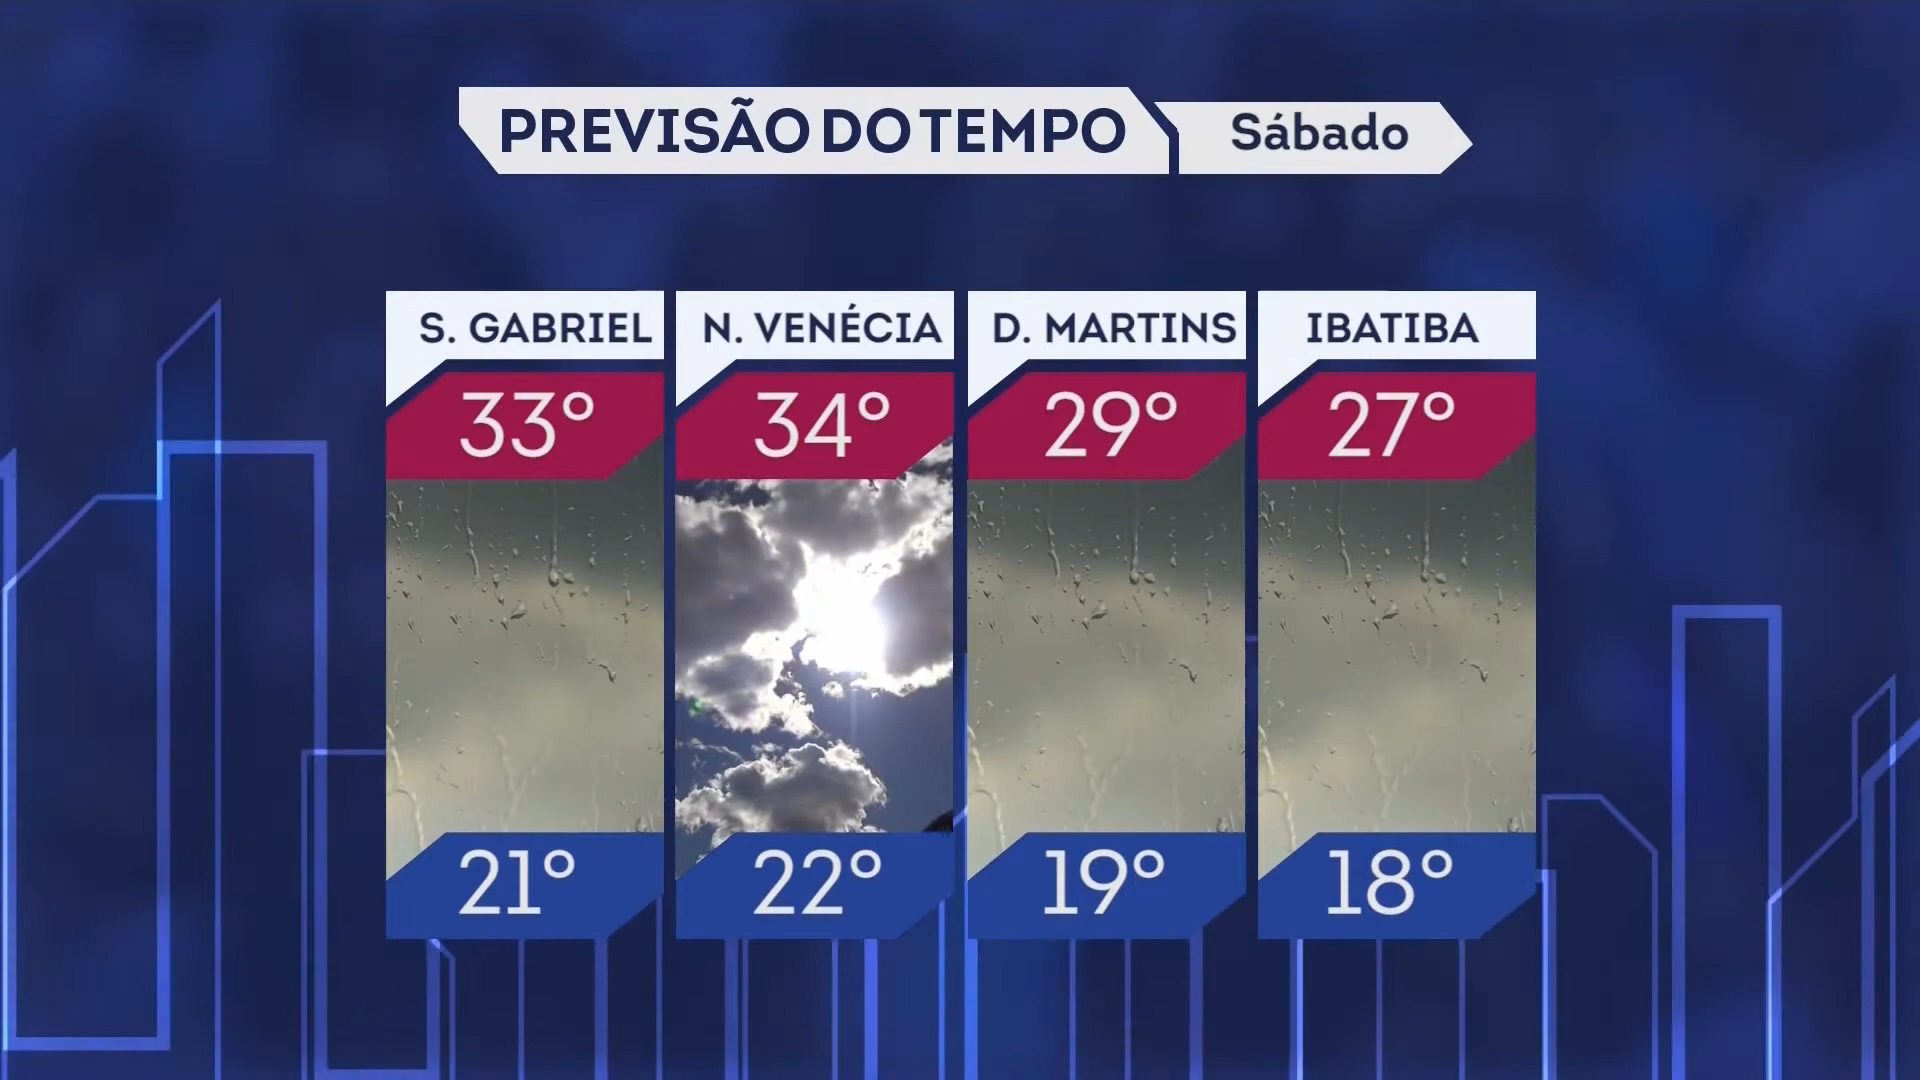 PREVISÃO DO TEMPO
Sábado
S. GABRIEL
N. VENÉCIA
D. MARTINS
IBATIBA
33°
34°
29°
27°
21°
22°
19°
18°